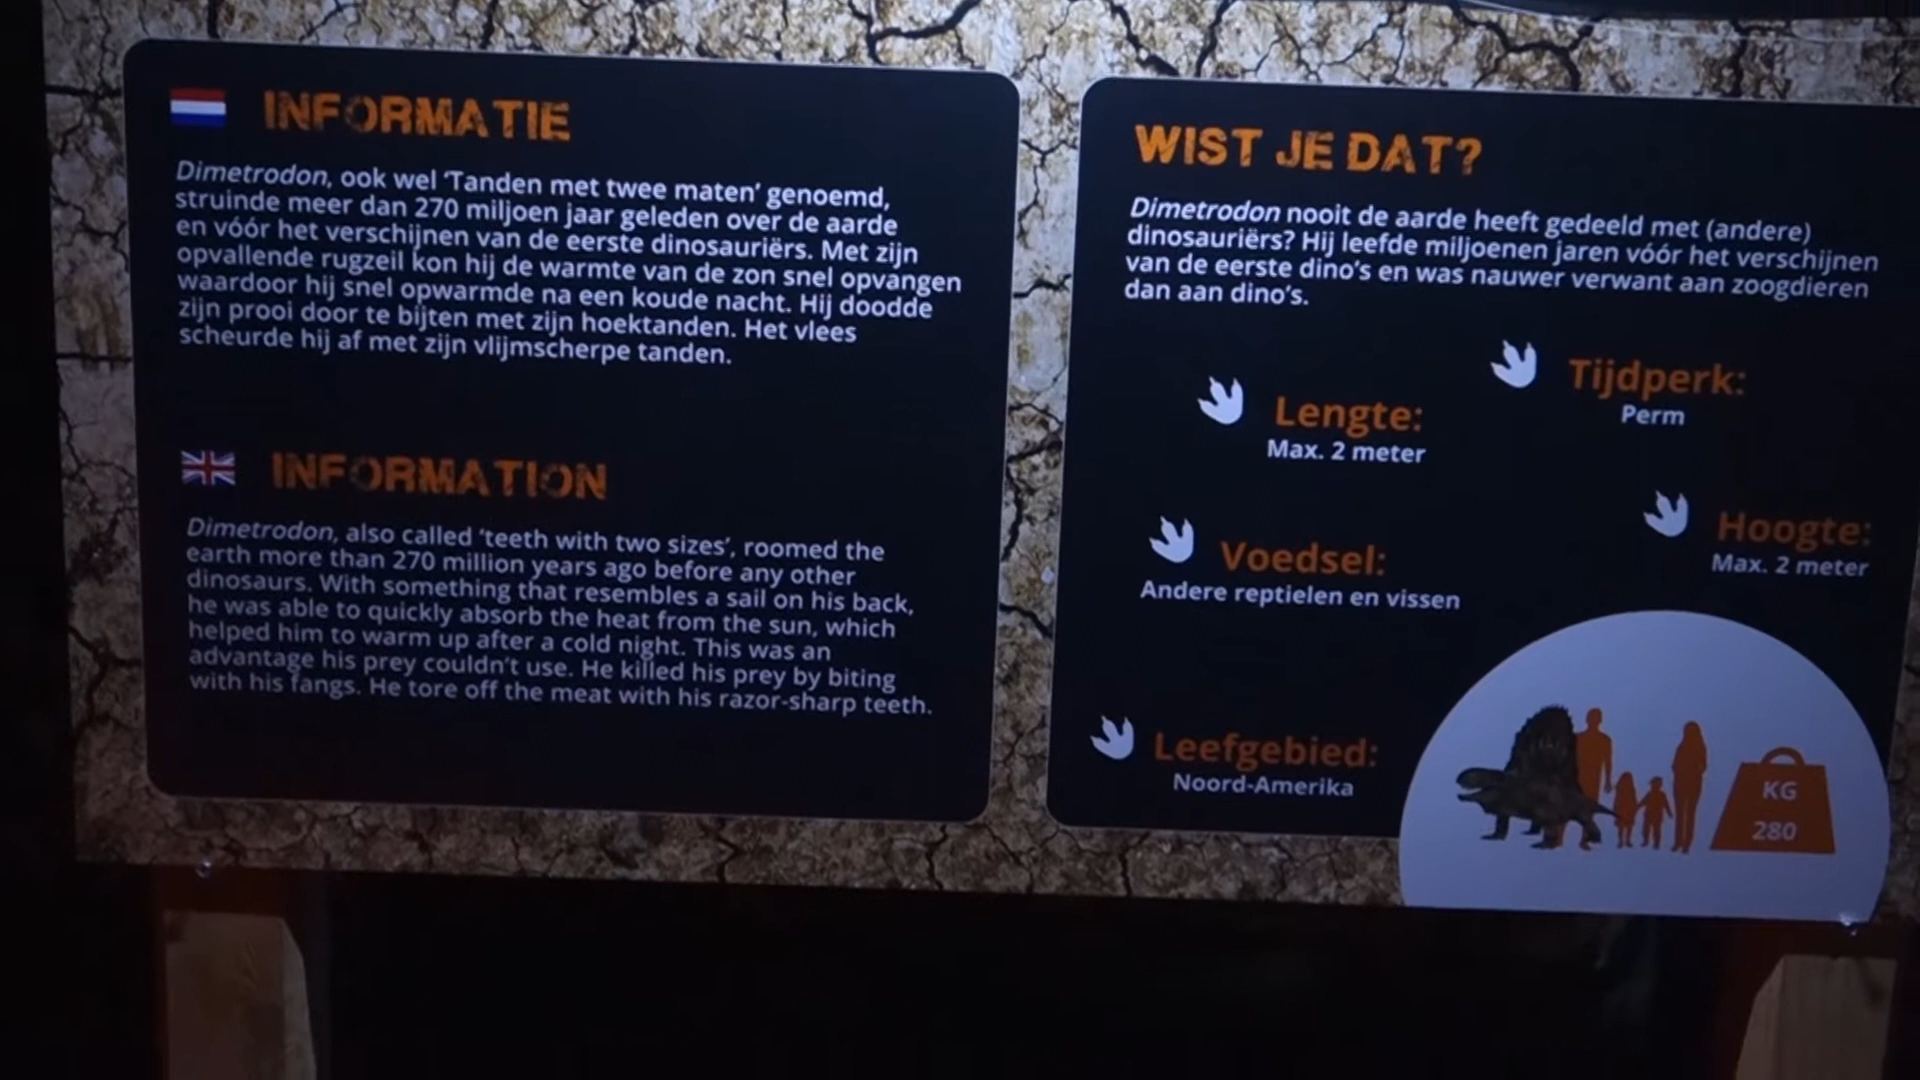 INFORMATIE
Dimetrodon, ook wel ‘Tanden met twee maten’ genoemd,
struinde meer dan 270 miljoen jaar geleden over de aarde
en vóór het verschijnen van de eerste dinosauriërs. Met zijn
opvallende rugzeil kon hij de warmte van de zon snel opvangen
waardoor hij snel opwarmde na een koude nacht. Hij doodde
zijn prooi door te bijten met zijn hoektanden. Het vlees
scheurde hij af met zijn vlijmscherpe tanden.
INFORMATION
Dimetrodon, also called ‘teeth with two sizes’, roomed the
earth more than 270 million years ago before any other
dinosaurs. With something that resembles a sail on his back,
he was able to quickly absorb the heat from the sun, which
helped him to warm up after a cold night. This was an
advantage his prey couldn’t use. He killed his prey by biting
with his fangs. He tore off the meat with his razor-sharp teeth.
WIST JE DAT?
Dimetrodon nooit de aarde heeft gedeeld met (andere)
dinosauriërs? Hij leefde miljoenen jaren vóór het verschijnen
van de eerste dino’s en was nauwer verwant aan zoogdieren
dan aan dino’s.
Tijdperk:
Perm
Lengte:
Max. 2 meter
Hoogte:
Max. 2 meter
Voedsel:
Andere reptielen en vissen
Leefgebied:
Noord-Amerika
KG
280